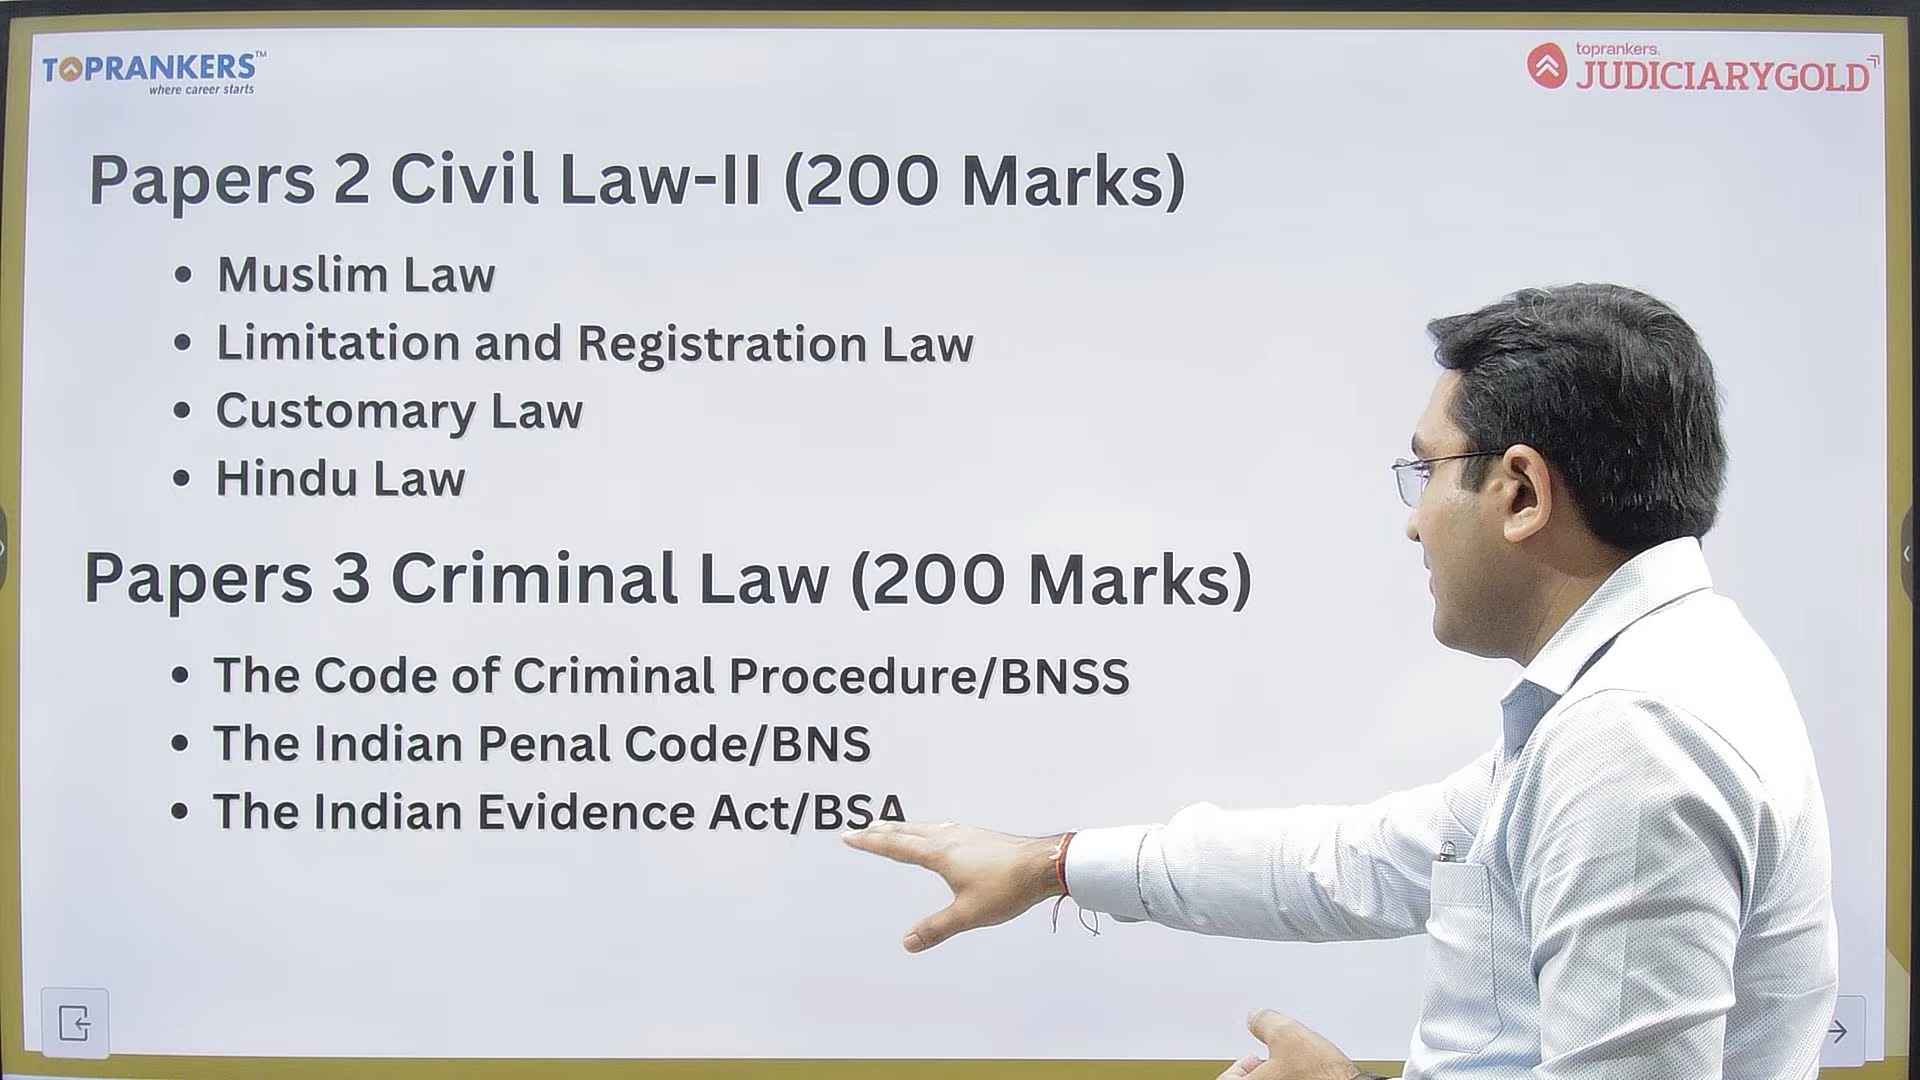 TOPRANKERS™
where career starts
toprankers.
JUDICIARYGOLD
Papers 2 Civil Law-II (200 Marks)
• Muslim Law
• Limitation and Registration Law
• Customary Law
• Hindu Law
Papers 3 Criminal Law (200 Marks)
• The Code of Criminal Procedure/BNSS
• The Indian Penal Code/BNS
• The Indian Evidence Act/BSA